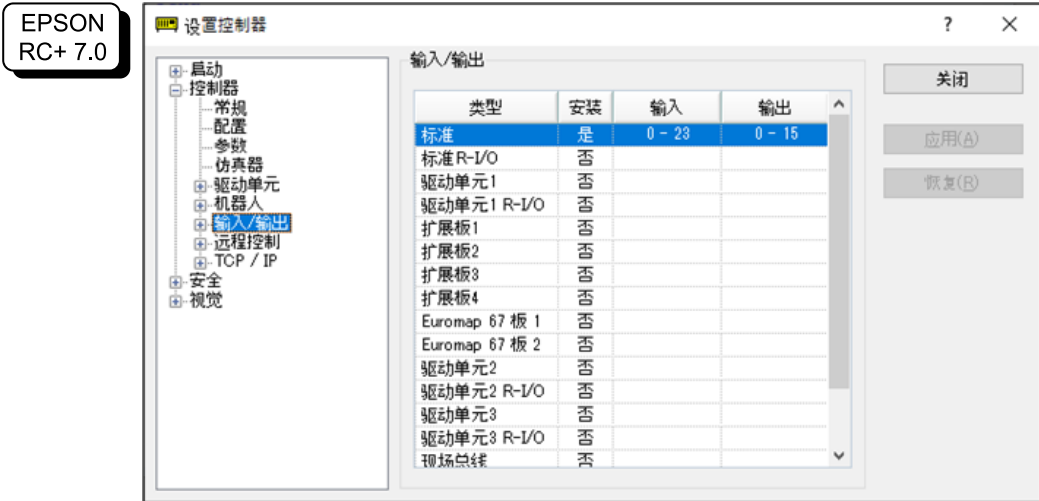 EPSON
RC+ 7.0
设置控制器
?
启动
控制器
常规
配置
参数
仿真器
驱动单元
机器人
输入/输出
远程控制
TCP / IP
安全
视觉
输入/输出
类型 安装 输入 输出
标准 是 0 - 23 0 - 15
标准R-I/O 否
驱动单元1 否
驱动单元1 R-I/O 否
扩展板1 否
扩展板2 否
扩展板3 否
扩展板4 否
Euromap 67 板 1 否
Euromap 67 板 2 否
驱动单元2 否
驱动单元2 R-I/O 否
驱动单元3 否
驱动单元3 R-I/O 否
现场总线 否
关闭
应用(A)
恢复(R)